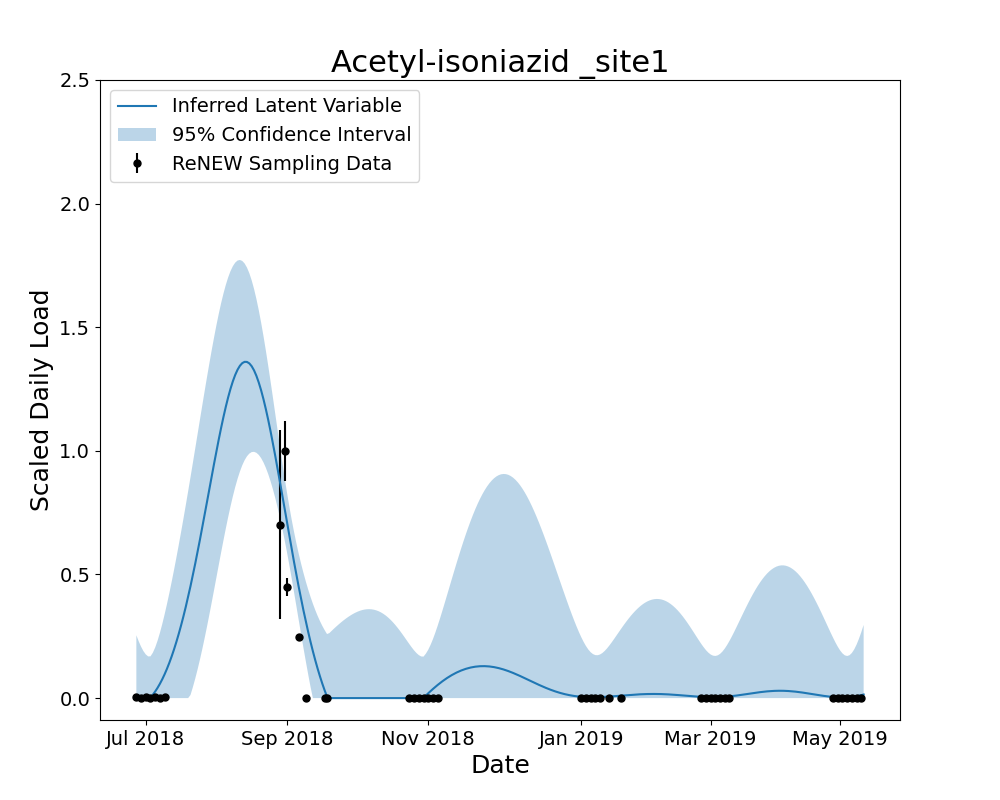 Acetyl-isoniazid _site1
Inferred Latent Variable
95% Confidence Interval
ReNEW Sampling Data
2.5
2.0
1.5
1.0
0.5
0.0
Scaled Daily Load
Jul 2018 Sep 2018 Nov 2018 Jan 2019 Mar 2019 May 2019
Date